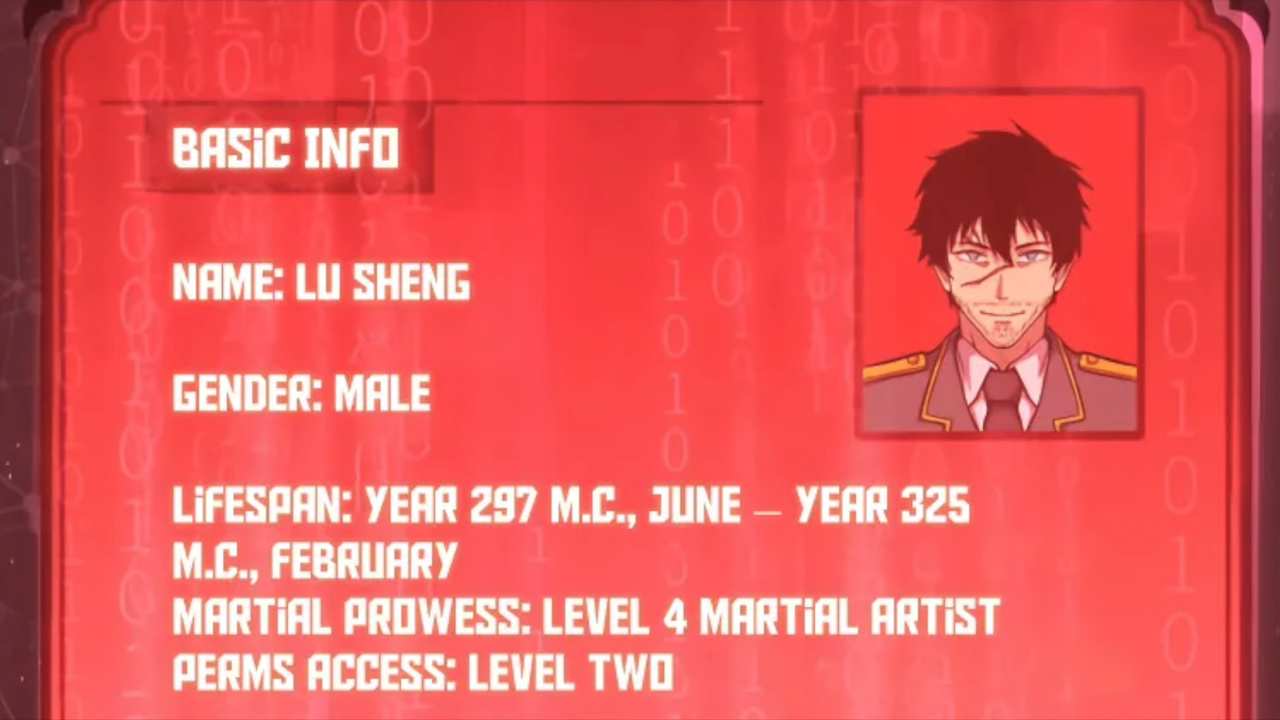 BASiC INFO
NAME: LU SHENG
GENDER: MALE
LiFESPAN: YEAR 297 M.C., JUNE – YEAR 325
M.C., FEBRUARY
MARTiAL PROWESS: LEVEL 4 MARTiAL ARTiST
PERMS ACCESS: LEVEL TWO